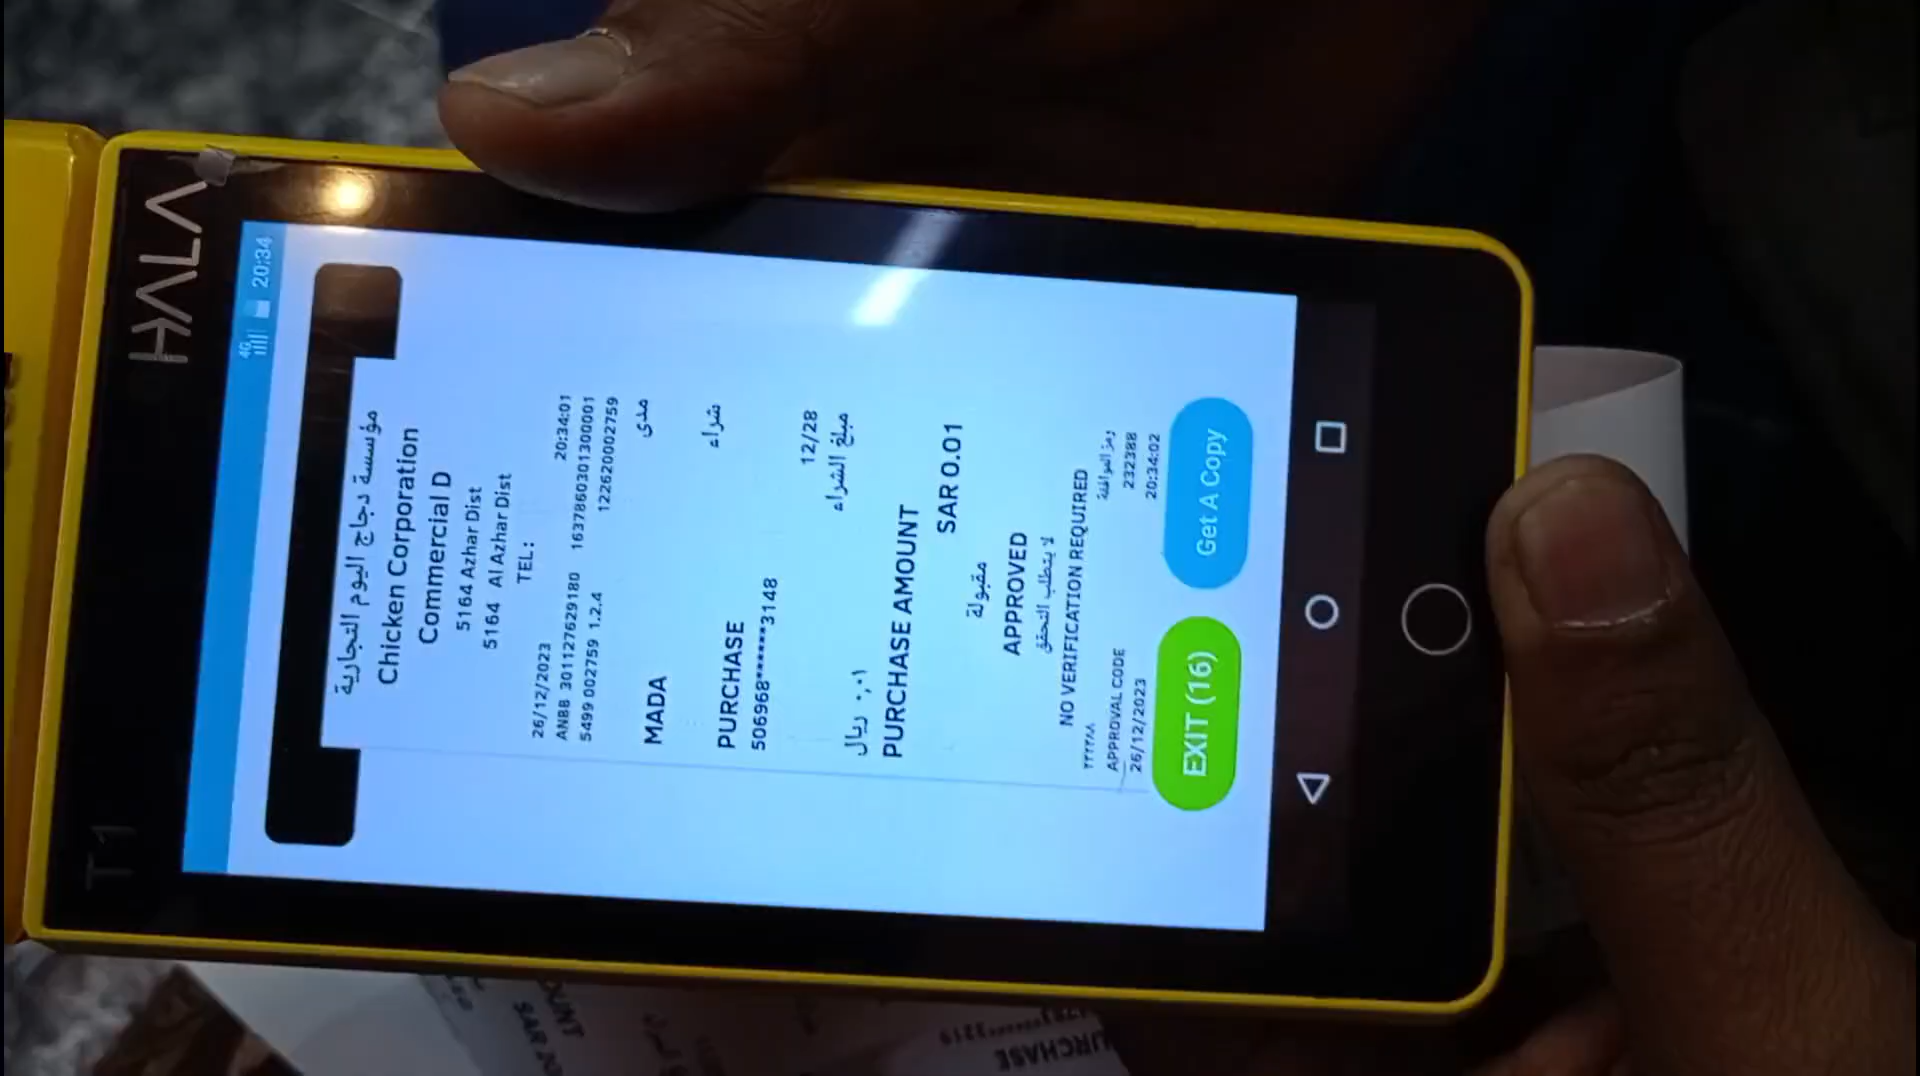 HALA
T1
4G 20:34
مؤسسة دجاج اليوم التجارية
Chicken Corporation
Commercial D
5164 Azhar Dist
5164 Al Azhar Dist
TEL:
26/12/2023 20:34:01
ANBB 301127629180 1637860301300001
5499 002759 1.2.4 122620002759
MADA مدى
PURCHASE شراء
506968******3148
12/28
مبلغ الشراء
٠,٠١ ريال
PURCHASE AMOUNT
SAR 0.01
مقبولة
APPROVED
لا يتطلب التحقق
NO VERIFICATION REQUIRED
٢٣٢٣٨٨ رمز الموافقة
APPROVAL CODE 232388
26/12/2023 20:34:02
EXIT (16) Get A Copy
PURCHASE